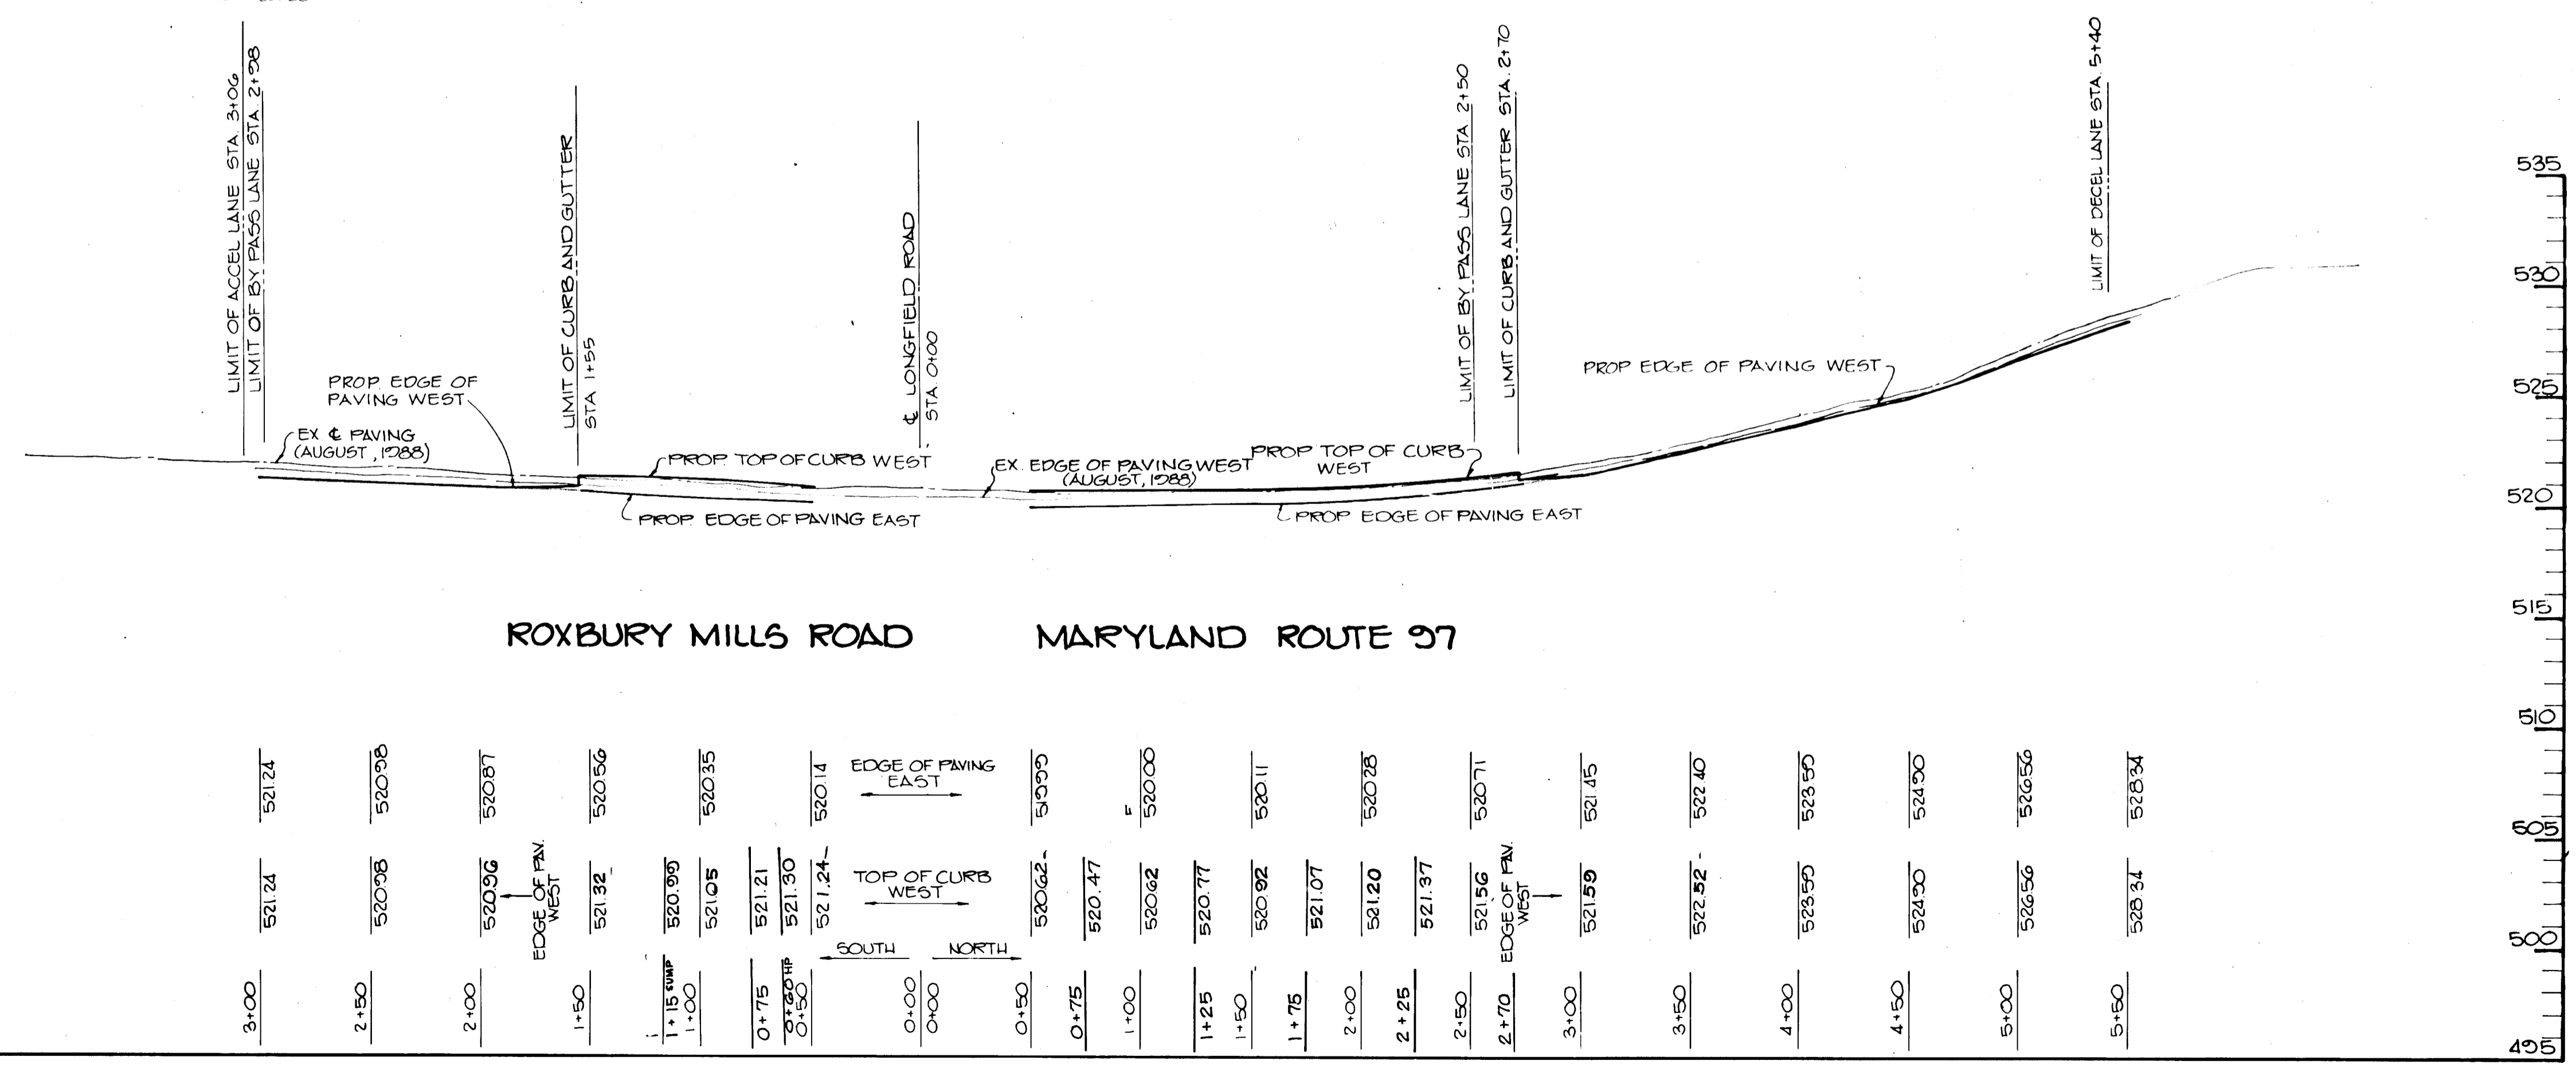 LIMIT OF ACCEL LANE STA. 3+06
LIMIT OF BY PASS LANE STA. 2+98
LIMIT OF CURB AND GUTTER
STA 1+55
℄ LONGFIELD ROAD
STA. 0+00
LIMIT OF BY PASS LANE STA. 2+50
LIMIT OF CURB AND GUTTER STA. 2+70
LIMIT OF DECEL LANE STA. 5+40
PROP. EDGE OF
PAVING WEST
EX ℄ PAVING
(AUGUST, 1988)
PROP. TOP OF CURB WEST
PROP. EDGE OF PAVING EAST
EX. EDGE OF PAVING WEST
(AUGUST, 1988)
PROP TOP OF CURB
WEST
PROP EDGE OF PAVING EAST
PROP EDGE OF PAVING WEST
535
530
525
520
515
510
505
500
495
ROXBURY MILLS ROAD MARYLAND ROUTE 97
521.24
520.98
520.87
520.56
520.35
520.14
EDGE OF PAVING
EAST
519.99
520.00
520.11
520.28
520.71
521.45
522.40
523.59
524.90
526.56
528.34
521.24
520.98
520.96
EDGE OF PAV.
WEST
521.32
520.99
521.05
521.21
521.30
521.24
TOP OF CURB
WEST
520.62
520.47
520.62
520.77
520.92
521.07
521.20
521.37
521.56
EDGE OF PAV.
WEST
521.59
522.52
523.59
524.90
526.56
528.34
SOUTH NORTH
3+00
2+50
2+00
1+50
1+15 SUMP
1+00
0+75
0+60 HP
0+50
0+00
0+00
0+50
0+75
1+00
1+25
1+50
1+75
2+00
2+25
2+50
2+70
3+00
3+50
4+00
4+50
5+00
5+50